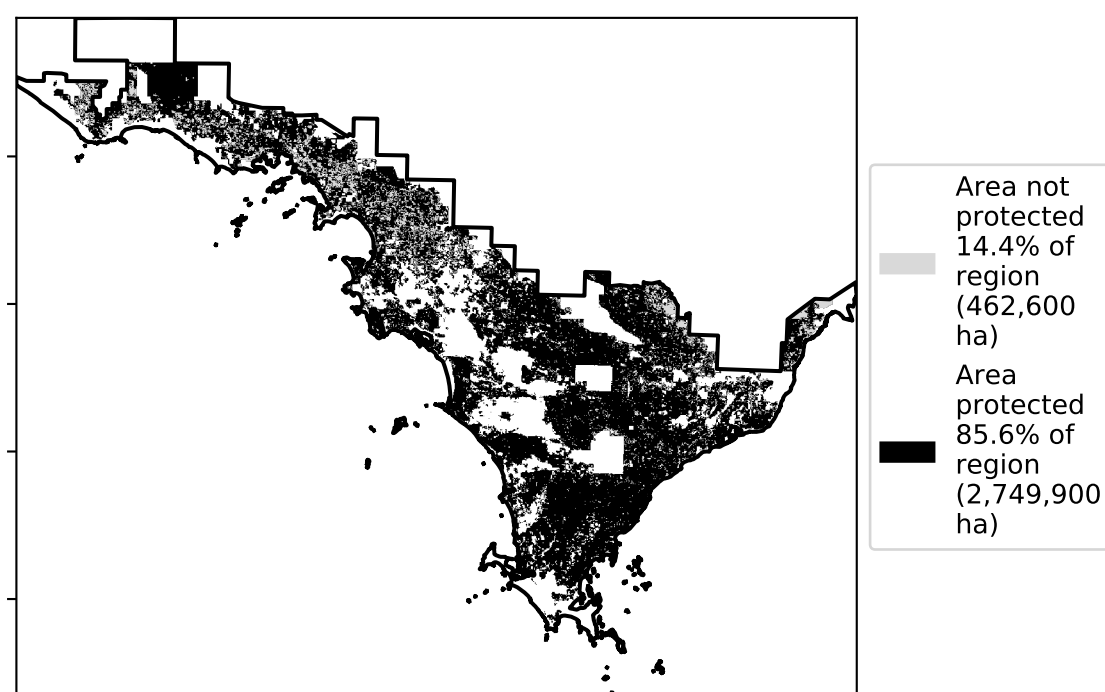 Area not
protected
14.4% of
region
(462,600
ha)
Area
protected
85.6% of
region
(2,749,900
ha)